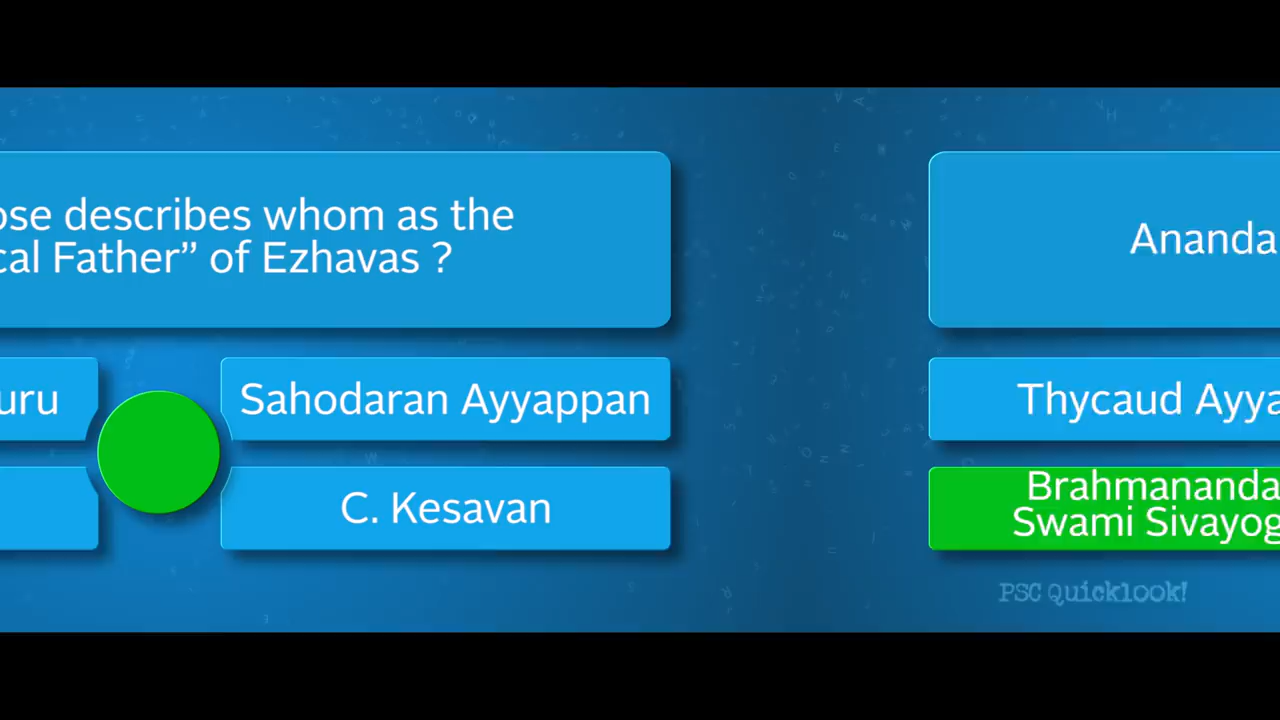 ose describes whom as the
cal Father” of Ezhavas ?
uru
Sahodaran Ayyappan
C. Kesavan
Ananda
Thycaud Ayya
Brahmananda
Swami Sivayog
PSC Quicklook!